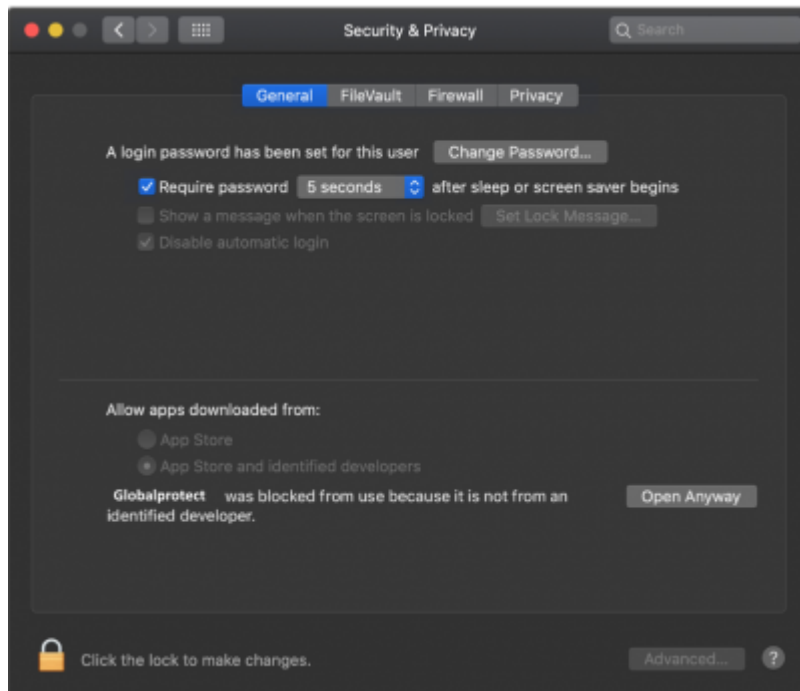 Security & Privacy
Search
General FileVault Firewall Privacy
A login password has been set for this user Change Password...
Require password 5 seconds after sleep or screen saver begins
Show a message when the screen is locked Set Lock Message...
Disable automatic login
Allow apps downloaded from:
App Store
App Store and identified developers
Globalprotect was blocked from use because it is not from an Open Anyway
identified developer.
Click the lock to make changes. Advanced... ?